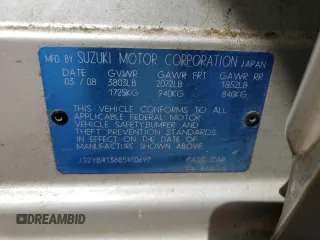 MFD BY SUZUKI MOTOR CORPORATION JAPAN
DATE GVWR GAWR FRT GAWR RR
03 / 08 3803LB 2072LB 1852LB
1725KG 940KG 840KG
THIS VEHICLE CONFORMS TO ALL
APPLICABLE FEDERAL MOTOR
VEHICLE SAFETY,BUMPER AND
THEFT PREVENTION STANDARDS
IN EFFECT ON THE DATE OF
MANUFACTURE SHOWN ABOVE.
PASS CAR
DREAMBID